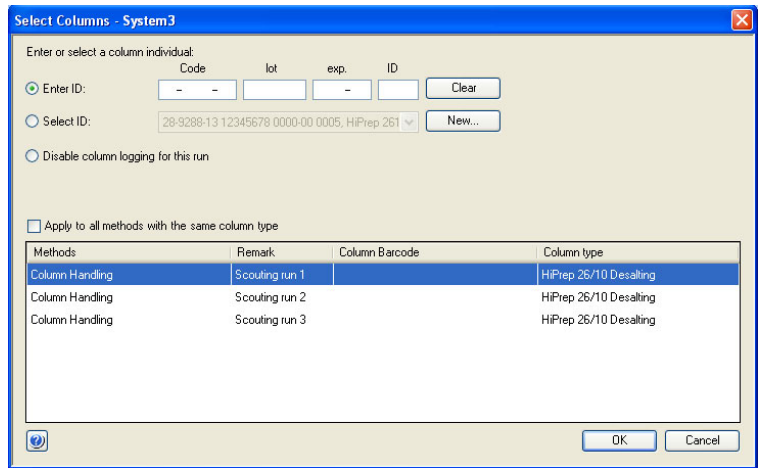 Select Columns - System3
Enter or select a column individual:
Code lot exp. ID
Enter ID: - - - Clear
Select ID: 28-9288-13 12345678 0000-00 0005, HiPrep 261 New...
Disable column logging for this run
Apply to all methods with the same column type
Methods Remark Column Barcode Column type
Column Handling Scouting run 1 HiPrep 26/10 Desalting
Column Handling Scouting run 2 HiPrep 26/10 Desalting
Column Handling Scouting run 3 HiPrep 26/10 Desalting
OK Cancel